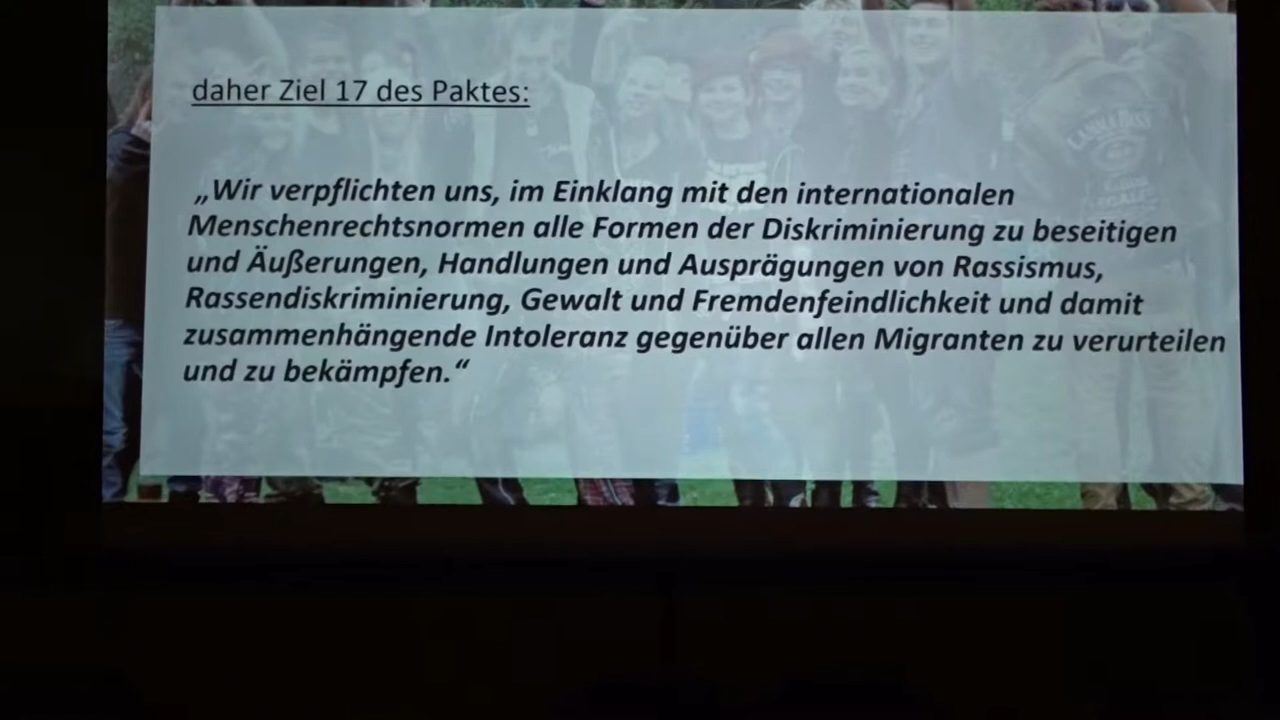 daher Ziel 17 des Paktes:
„Wir verpflichten uns, im Einklang mit den internationalen
Menschenrechtsnormen alle Formen der Diskriminierung zu beseitigen
und Äußerungen, Handlungen und Ausprägungen von Rassismus,
Rassendiskriminierung, Gewalt und Fremdenfeindlichkeit und damit
zusammenhängende Intoleranz gegenüber allen Migranten zu verurteilen
und zu bekämpfen.“